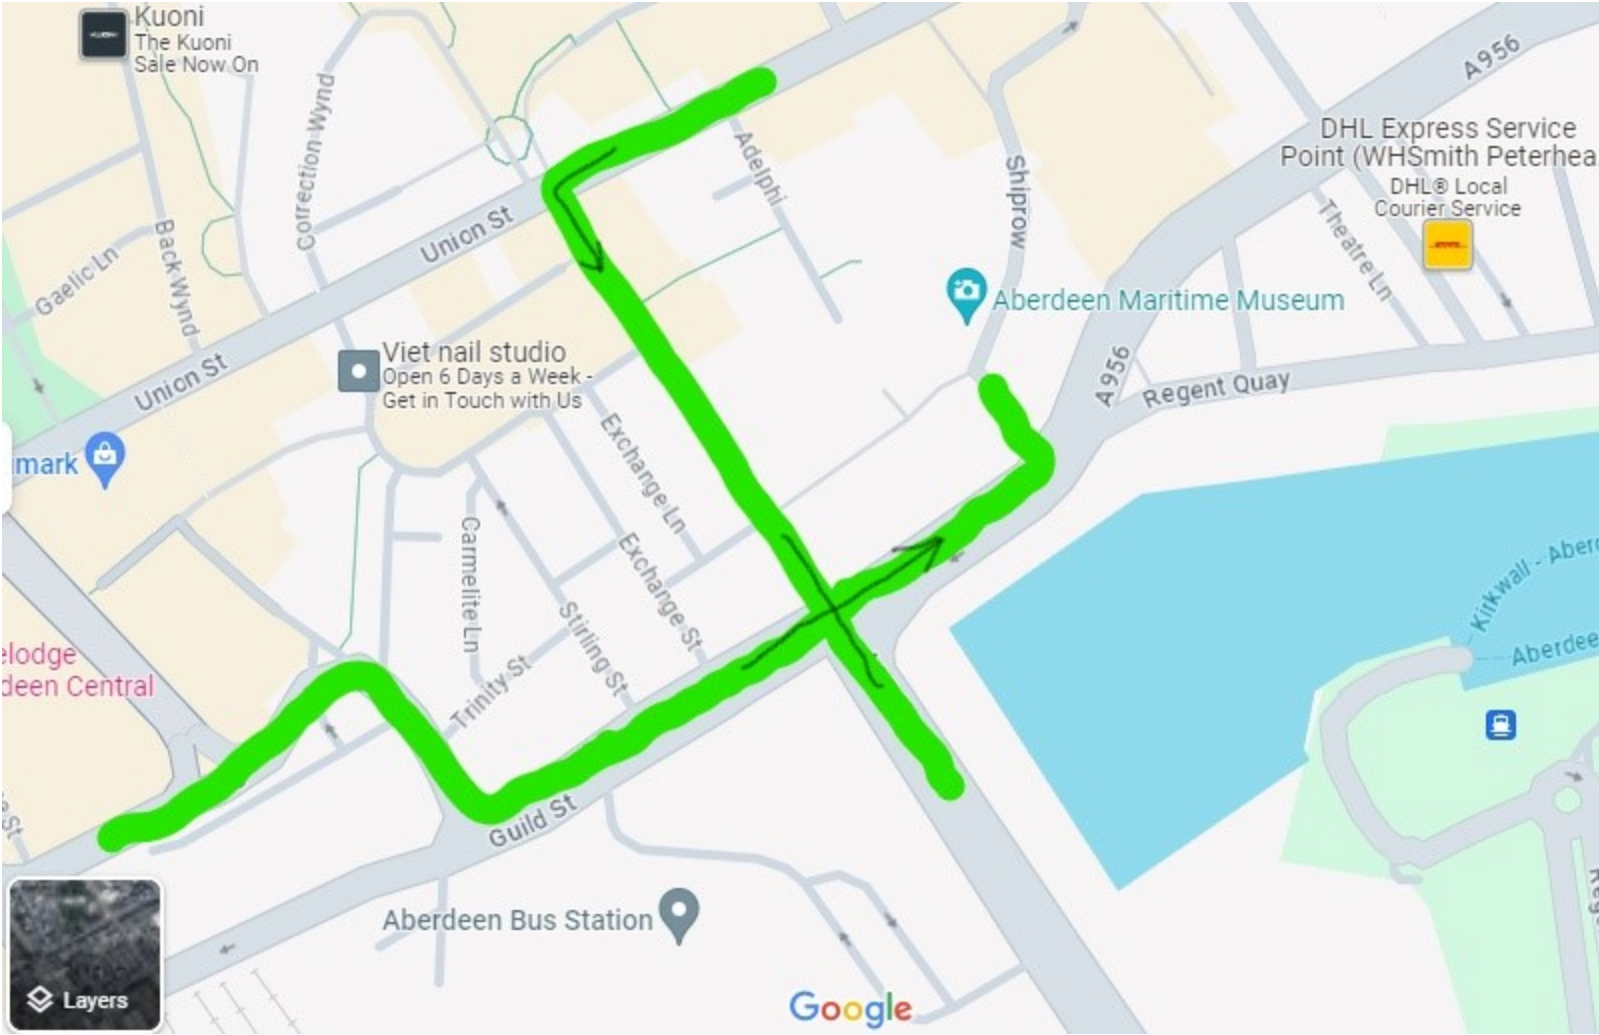 Kuoni
The Kuoni
Sale Now On
A956
Correction Wynd
DHL Express Service
Point (WHSmith Peterhea
DHL® Local
Courier Service
Adelphi
Shiprow
Union St
Back Wynd
Gaelic Ln
Theatre Ln
Aberdeen Maritime Museum
Viet nail studio
Open 6 Days a Week -
Get in Touch with Us
Union St
A956
Regent Quay
imark
Exchange Ln
Carmelite Ln
Exchange St
Kirkwall - Aber
Aberdee
Stirling St
elodge
deen Central
Trinity St
Guild St
St
Aberdeen Bus Station
Layers
Google